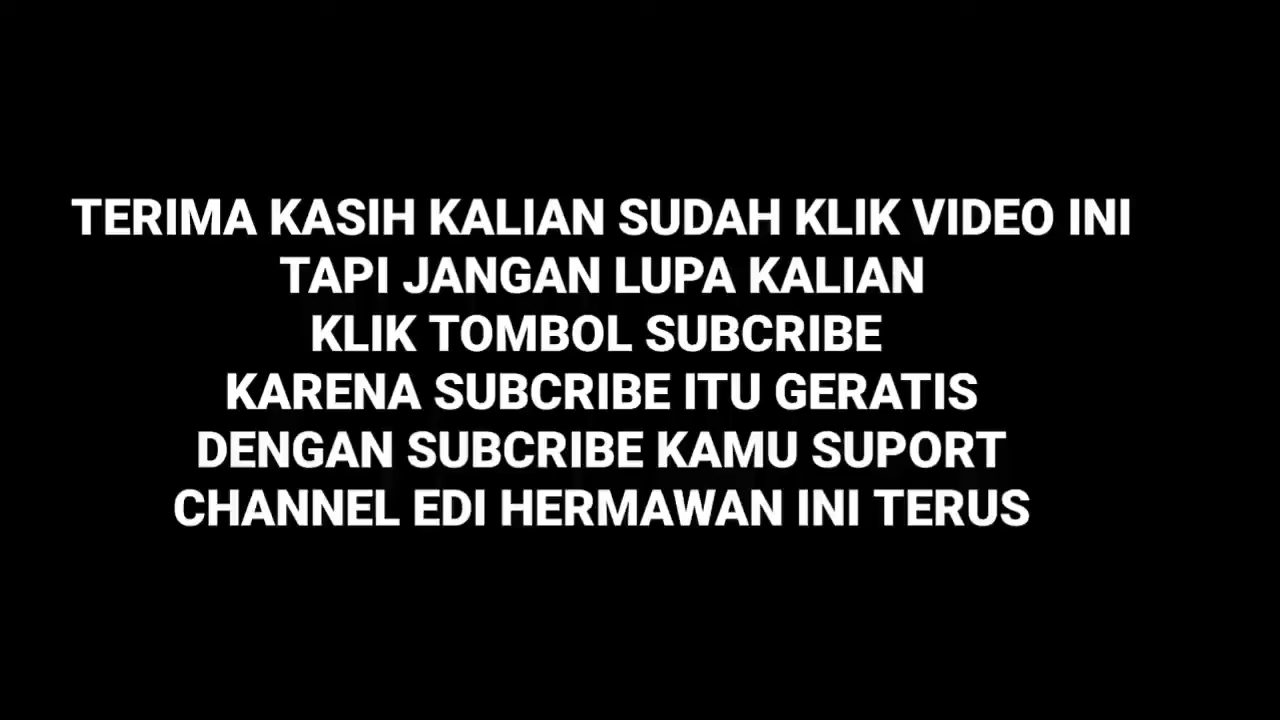 TERIMA KASIH KALIAN SUDAH KLIK VIDEO INI
TAPI JANGAN LUPA KALIAN
KLIK TOMBOL SUBCRIBE
KARENA SUBCRIBE ITU GERATIS
DENGAN SUBCRIBE KAMU SUPORT
CHANNEL EDI HERMAWAN INI TERUS